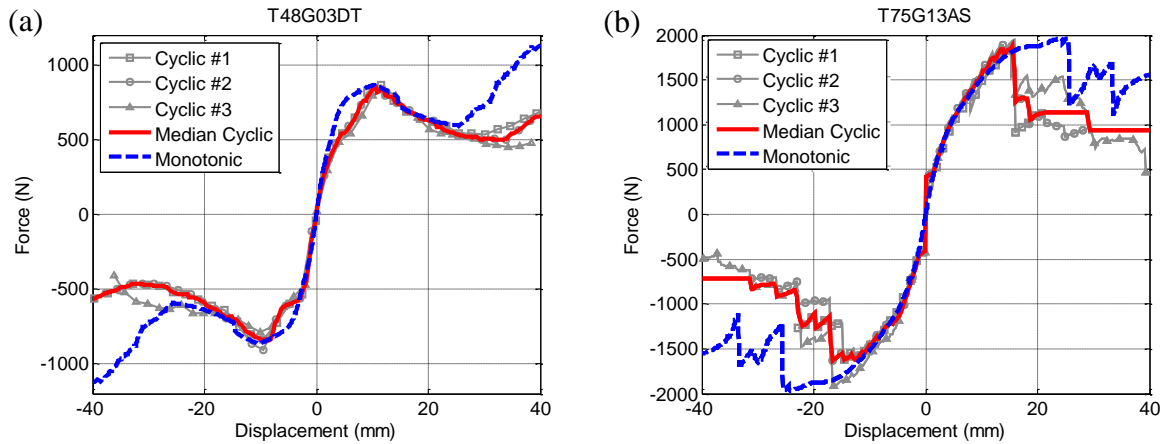 (a)
T48G03DT
Cyclic #1
Cyclic #2
Cyclic #3
Median Cyclic
Monotonic
1000
500
0
-500
-1000
Force (N)
-40
-20
0
20
40
Displacement (mm)
(b)
T75G13AS
Cyclic #1
Cyclic #2
Cyclic #3
Median Cyclic
Monotonic
2000
1500
1000
500
0
-500
-1000
-1500
-2000
Force (N)
-40
-20
0
20
40
Displacement (mm)